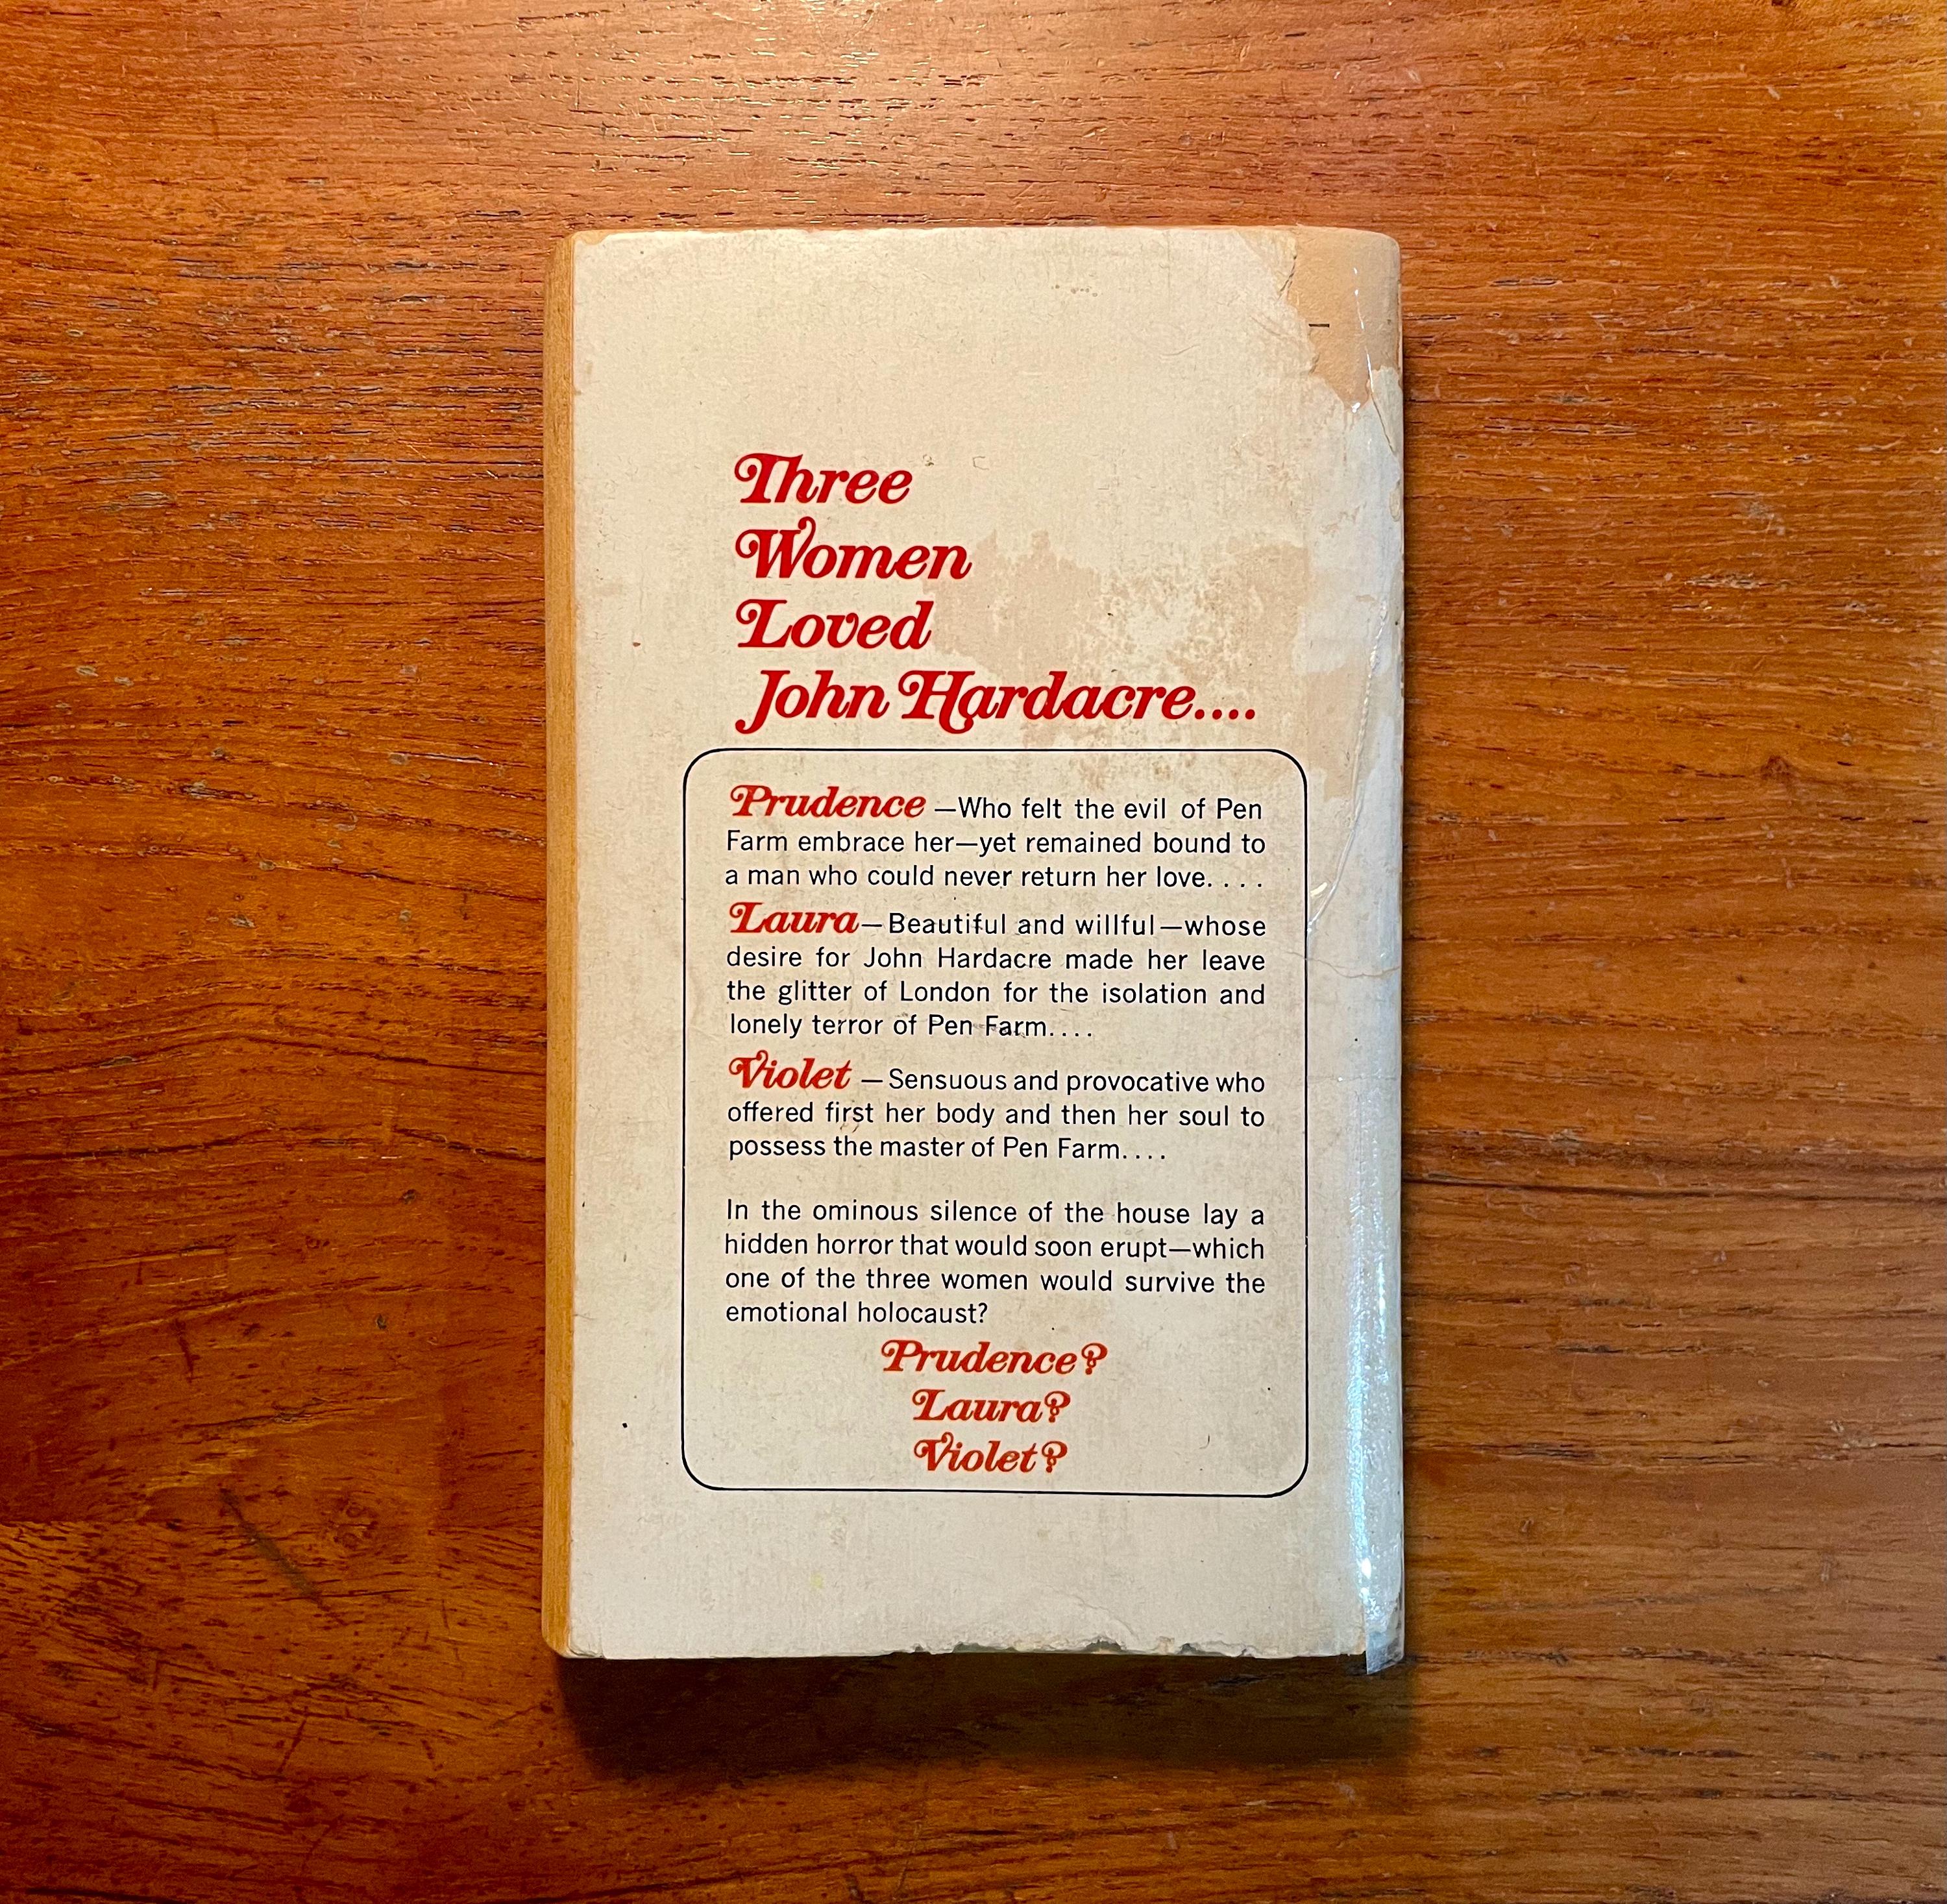 Three
Women
Loved
John Hardacre....
Prudence —Who felt the evil of Pen
Farm embrace her—yet remained bound to
a man who could never return her love. . . .
Laura—Beautiful and willful—whose
desire for John Hardacre made her leave
the glitter of London for the isolation and
lonely terror of Pen Farm....
Violet —Sensuous and provocative who
offered first her body and then her soul to
possess the master of Pen Farm....
In the ominous silence of the house lay a
hidden horror that would soon erupt—which
one of the three women would survive the
emotional holocaust?
Prudence?
Laura?
Violet?